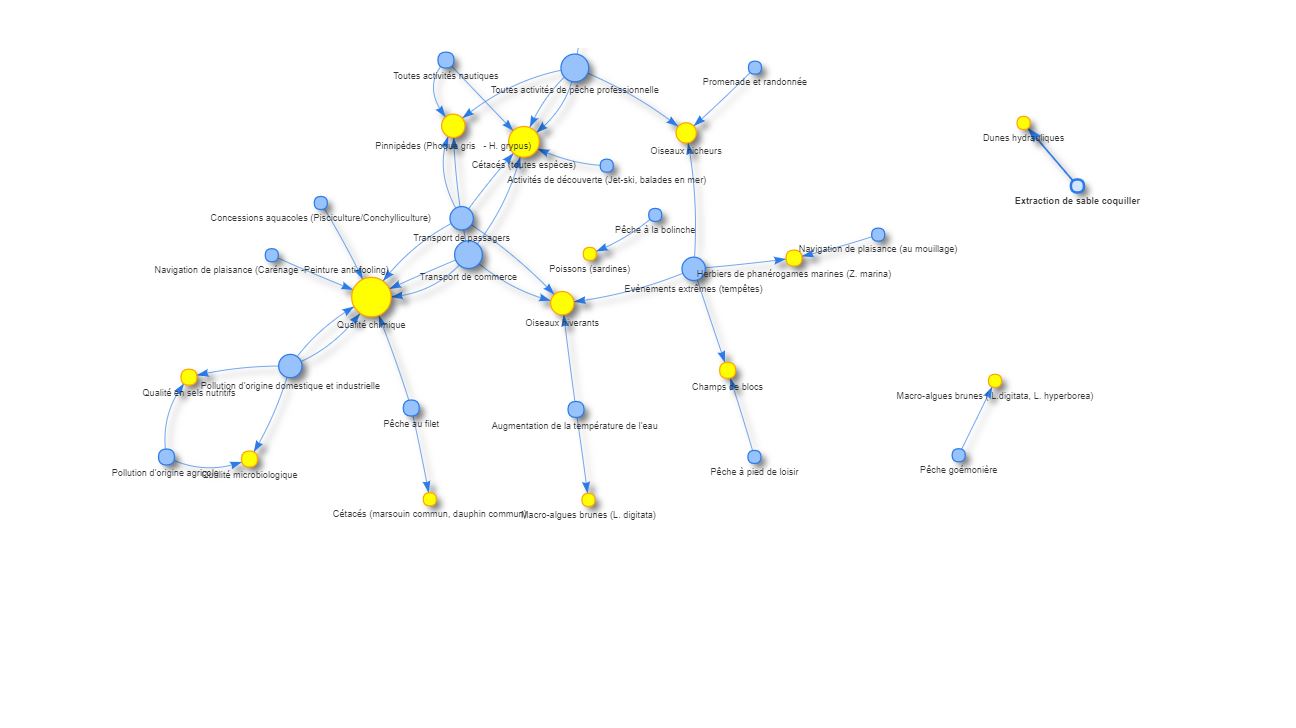 Toutes activités nautiques
Promenade et randonnée
Toutes activités de pêche professionnelle
Dunes hydrauliques
Pinnipèdes (Phoque gris - H. grypus)
Oiseaux nicheurs
Cétacés (toutes espèces)
Activités de découverte (Jet-ski, balades en mer)
Extraction de sable coquiller
Concessions aquacoles (Pisciculture/Conchylliculture)
Pêche à la bolinche
Transport de passagers
Navigation de plaisance (au mouillage)
Navigation de plaisance (Carénage -Peinture antifooling)
Poissons (sardines)
Herbiers de phanérogames marines (Z. marina)
Transport de commerce
Evènements extrêmes (tempêtes)
Qualité chimique
Oiseaux hiverants
Pollution d'origine domestique et industrielle
Champs de blocs
Qualité en sels nutritifs
Macro-algues brunes (L.digitata, L. hyperborea)
Pêche au filet
Augmentation de la température de l'eau
Pollution d'origine agricole
Qualité microbiologique
Pêche à pied de loisir
Pêche goémonière
Cétacés (marsouin commun, dauphin commun)
Macro-algues brunes (L. digitata)